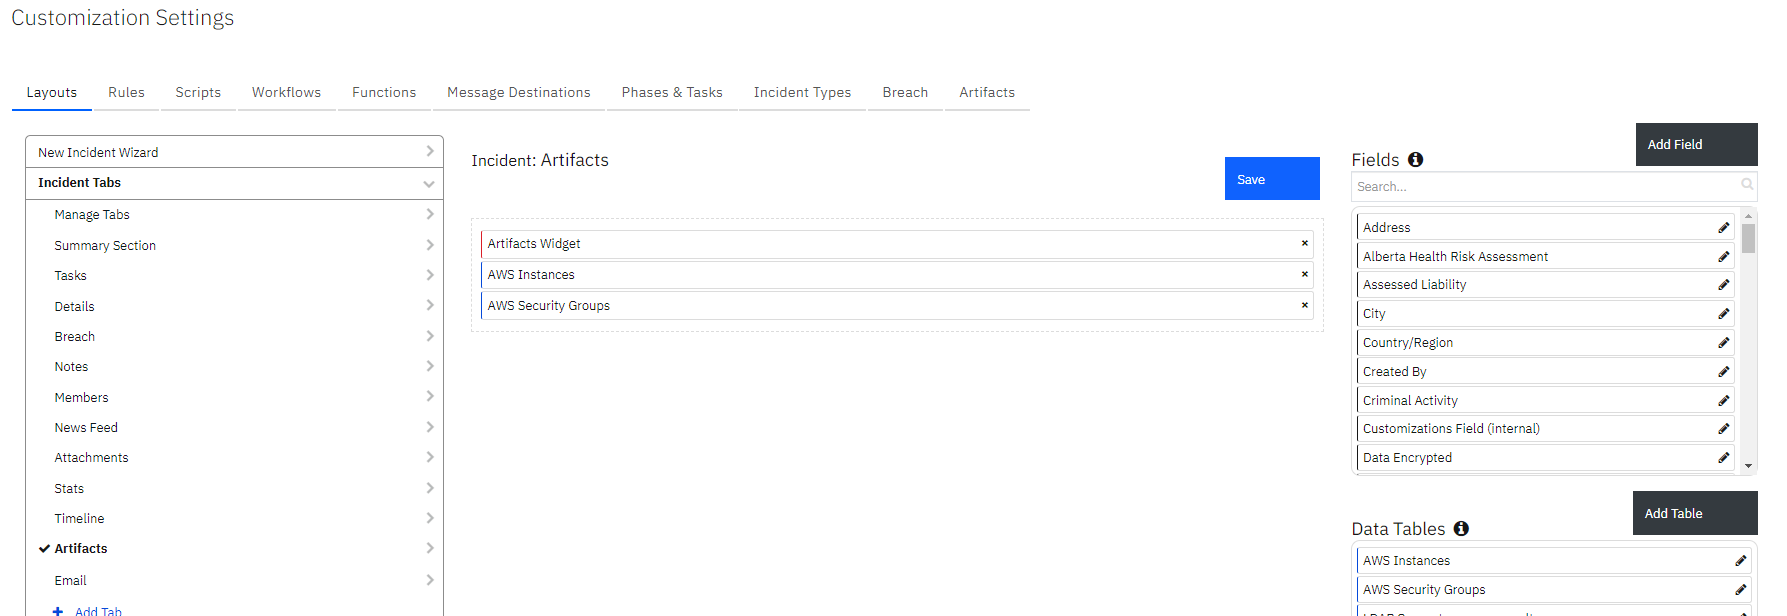 Customization Settings
Layouts Rules Scripts Workflows Functions Message Destinations Phases & Tasks Incident Types Breach Artifacts
New Incident Wizard
Incident Tabs
Manage Tabs
Summary Section
Tasks
Details
Breach
Notes
Members
News Feed
Attachments
Stats
Timeline
Artifacts
Email
Add Tab
Incident: Artifacts
Save
Artifacts Widget
AWS Instances
AWS Security Groups
Fields
Add Field
Search...
Address
Alberta Health Risk Assessment
Assessed Liability
City
Country/Region
Created By
Criminal Activity
Customizations Field (internal)
Data Encrypted
Data Tables
Add Table
AWS Instances
AWS Security Groups